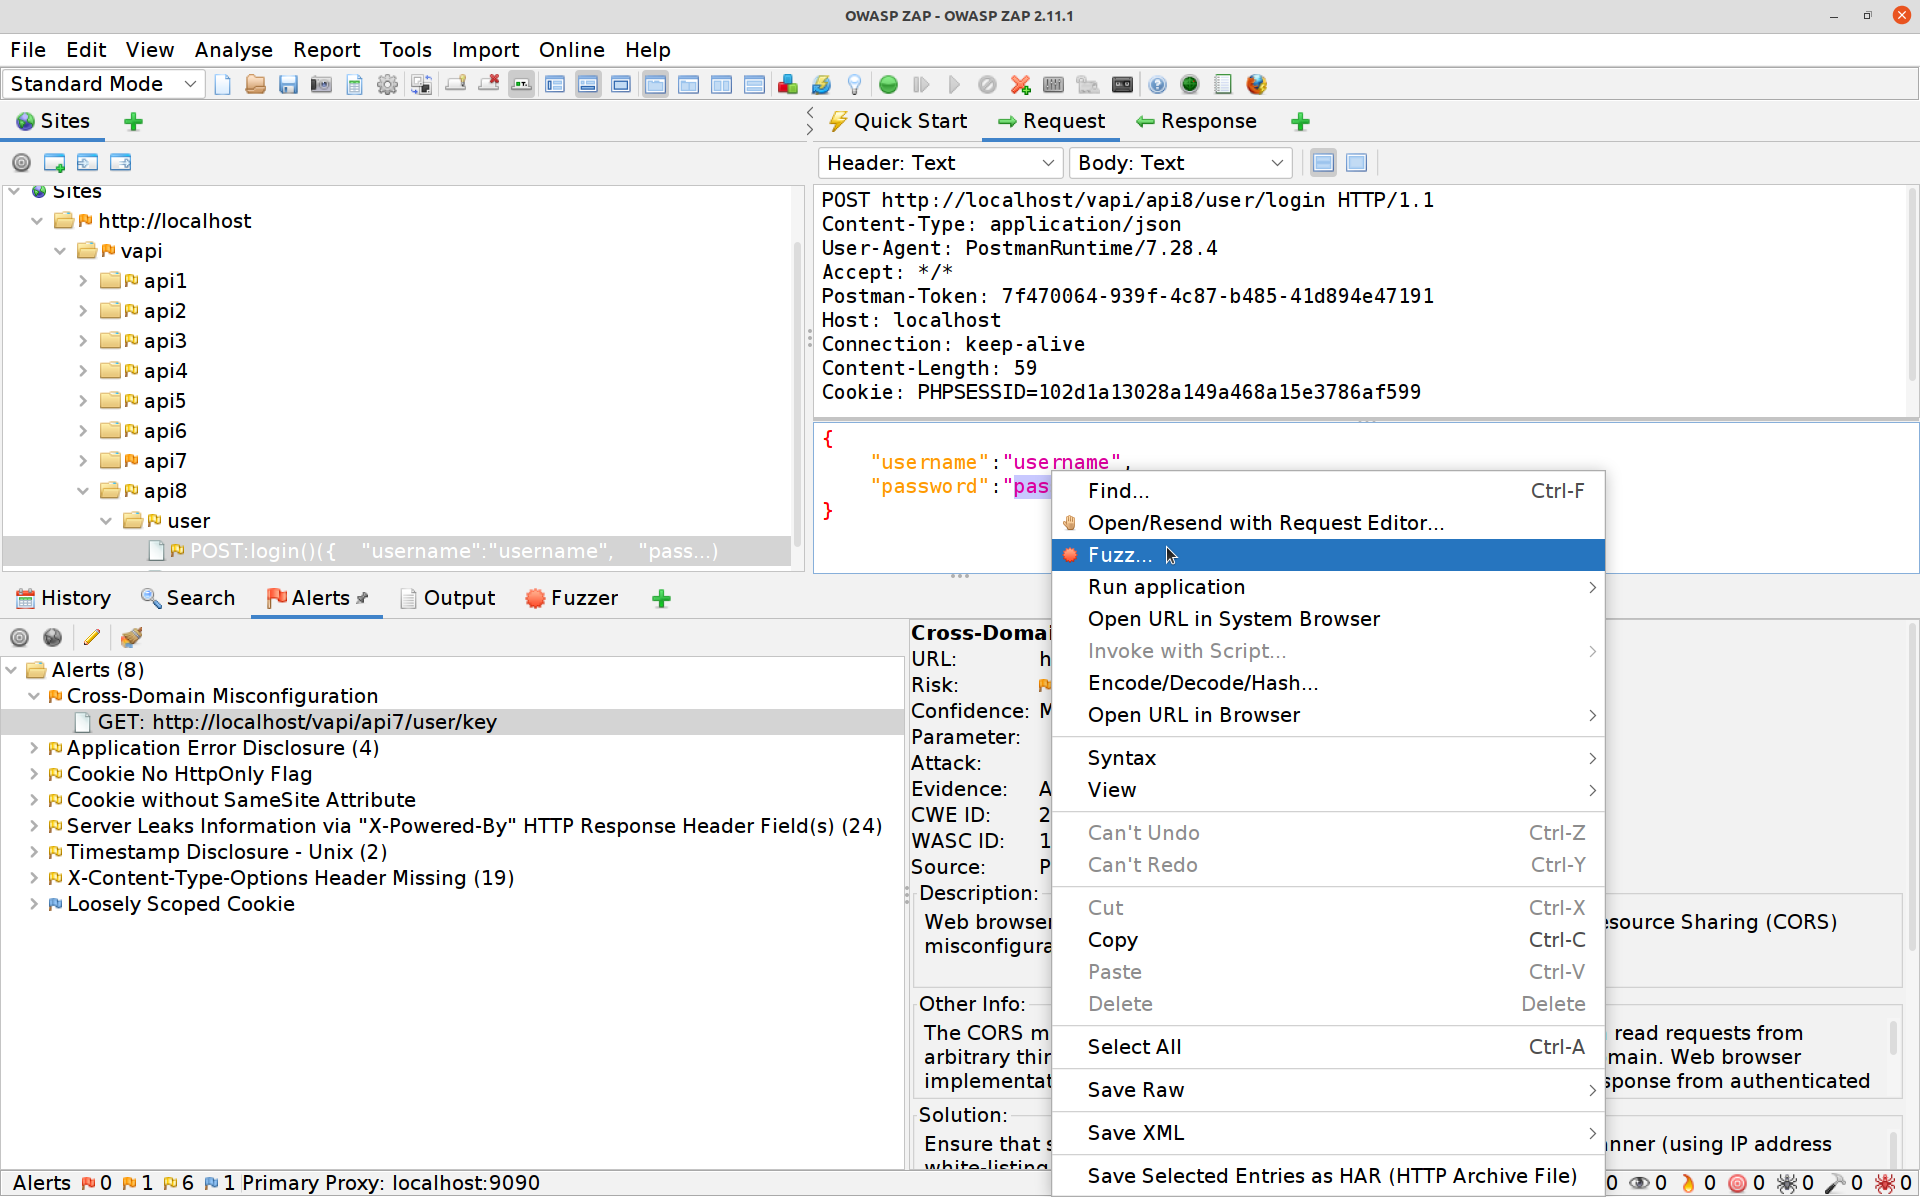 OWASP ZAP - OWASP ZAP 2.11.1
File Edit View Analyse Report Tools Import Online Help
Standard Mode
Sites
Quick Start Request Response
Header: Text Body: Text
Sites
http://localhost
vapi
api1
api2
api3
api4
api5
api6
api7
api8
user
POST:login()({ "username":"username", "pass...)
POST http://localhost/vapi/api8/user/login HTTP/1.1
Content-Type: application/json
User-Agent: PostmanRuntime/7.28.4
Accept: */*
Postman-Token: 7f470064-939f-4c87-b485-41d894e47191
Host: localhost
Connection: keep-alive
Content-Length: 59
Cookie: PHPSESSID=102d1a13028a149a468a15e3786af599
{
"username":"username",
"password":"pas
}
Find... Ctrl-F
Open/Resend with Request Editor...
Fuzz...
Run application
Open URL in System Browser
Invoke with Script...
Encode/Decode/Hash...
Open URL in Browser
Syntax
View
Can't Undo Ctrl-Z
Can't Redo Ctrl-Y
Cut Ctrl-X
Copy Ctrl-C
Paste Ctrl-V
Delete Delete
Select All Ctrl-A
Save Raw
Save XML
Save Selected Entries as HAR (HTTP Archive File)
History Search Alerts Output Fuzzer
Alerts (8)
Cross-Domain Misconfiguration
GET: http://localhost/vapi/api7/user/key
Application Error Disclosure (4)
Cookie No HttpOnly Flag
Cookie without SameSite Attribute
Server Leaks Information via "X-Powered-By" HTTP Response Header Field(s) (24)
Timestamp Disclosure - Unix (2)
X-Content-Type-Options Header Missing (19)
Loosely Scoped Cookie
Cross-Doma
URL: h
Risk:
Confidence: M
Parameter:
Attack:
Evidence: A
CWE ID: 2
WASC ID: 1
Source: P
Description:
Web browser source Sharing (CORS)
misconfigura
Other Info:
The CORS m read requests from
arbitrary thir main. Web browser
implementat sponse from authenticated
Solution:
Ensure that s nner (using IP address
white-listing
Alerts 0 1 6 1 Primary Proxy: localhost:9090
0 0 0 0 0 0 0